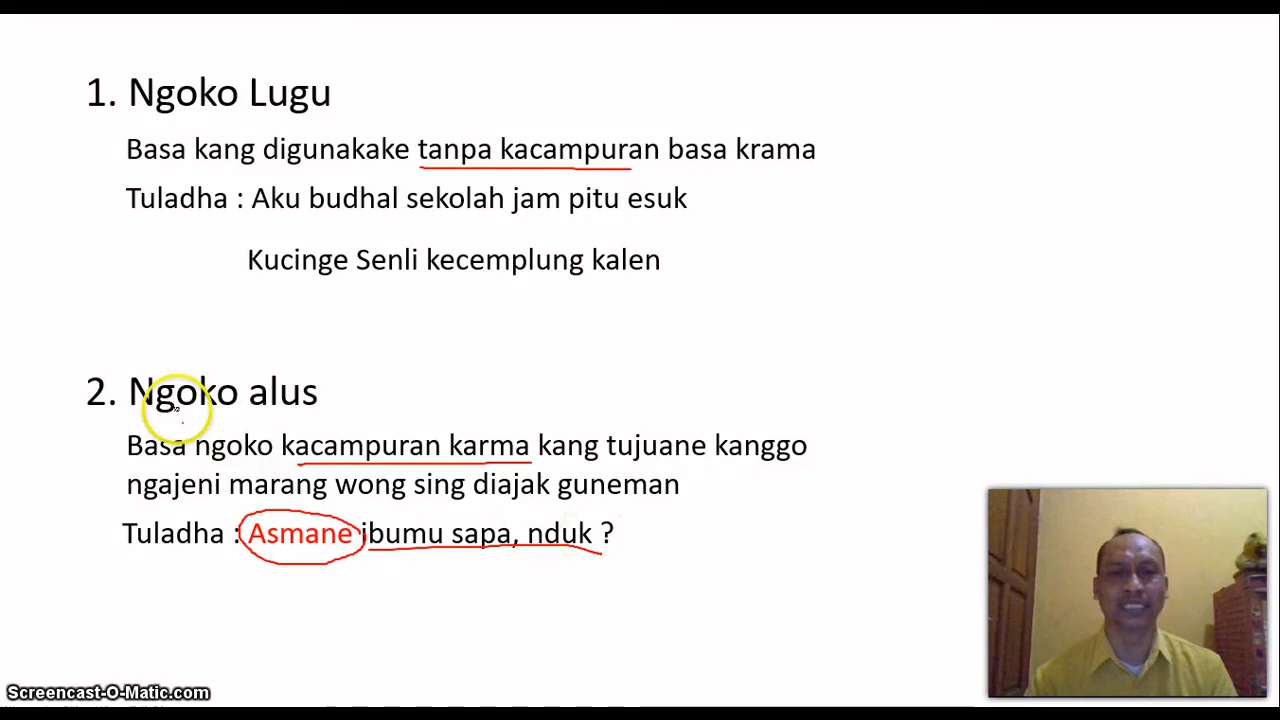 1. Ngoko Lugu
Basa kang digunakake tanpa kacampuran basa krama
Tuladha : Aku budhal sekolah jam pitu esuk
Kucinge Senli kecemplung kalen
2. Ngoko alus
Basa ngoko kacampuran karma kang tujuane kanggo
ngajeni marang wong sing diajak guneman
Tuladha : Asmane ibumu sapa, nduk ?
Screencast-O-Matic.com